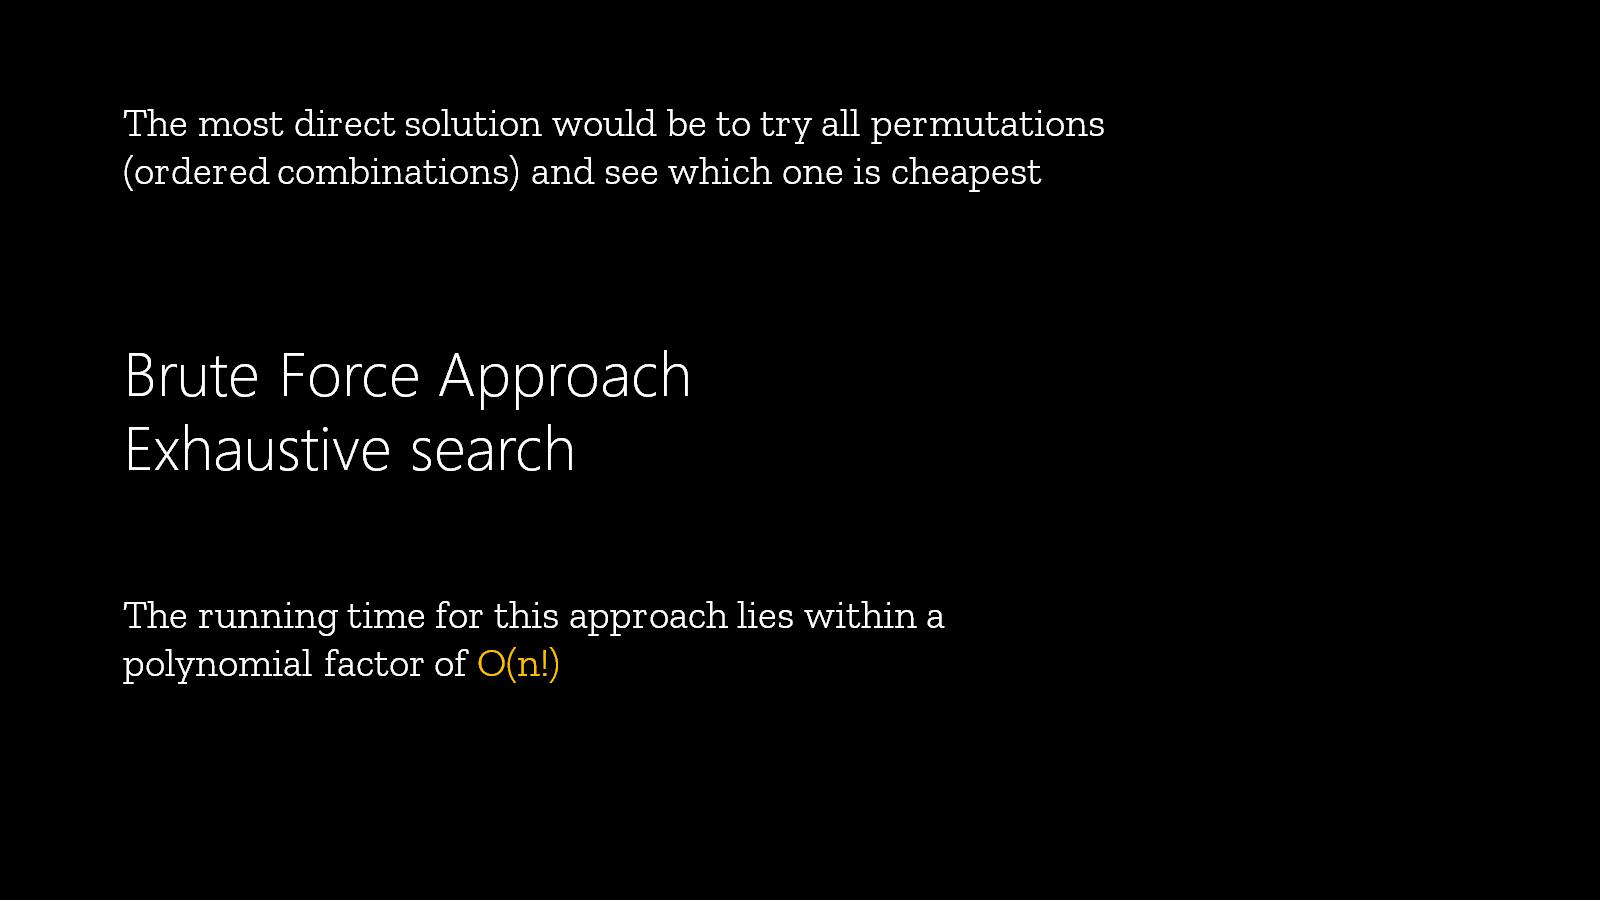 The most direct solution would be to try all permutations
(ordered combinations) and see which one is cheapest
Brute Force Approach
Exhaustive search
The running time for this approach lies within a
polynomial factor of O(n!)